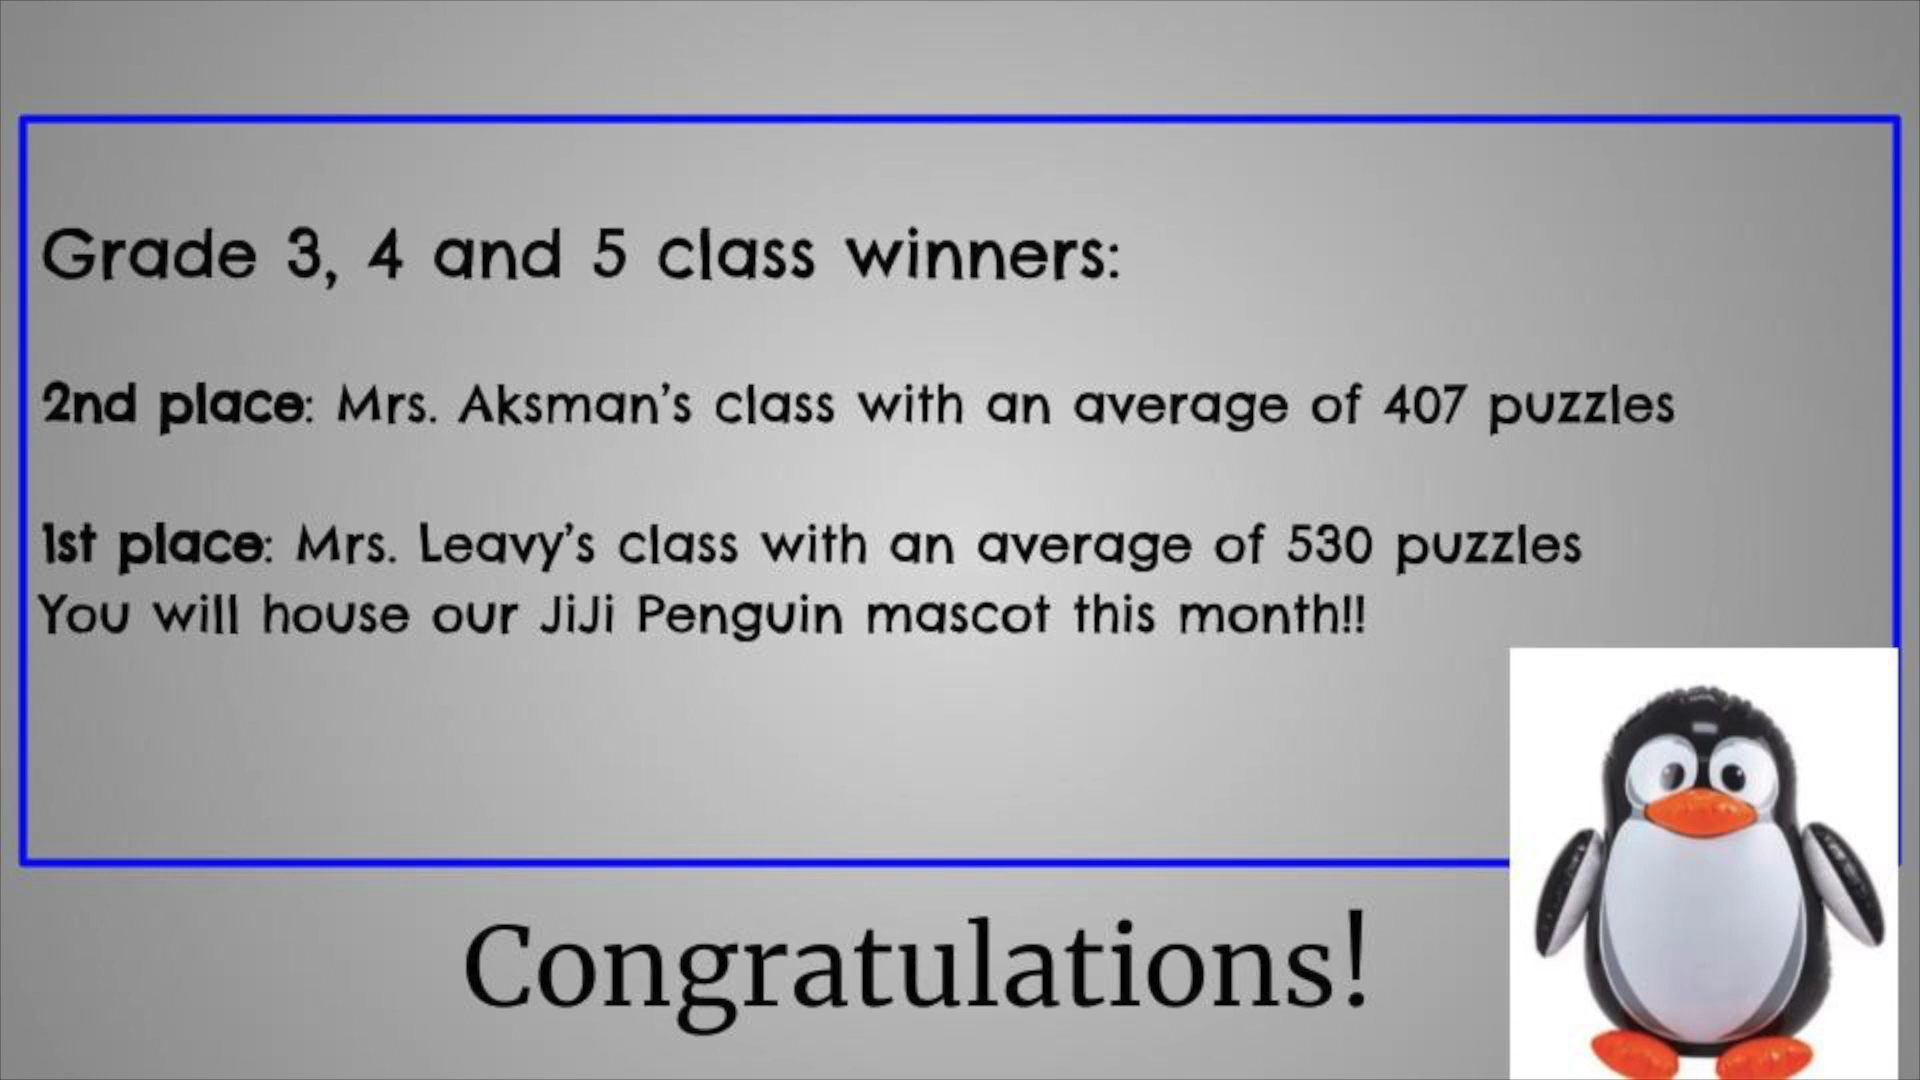 Grade 3, 4 and 5 class winners:
2nd place: Mrs. Aksman’s class with an average of 407 puzzles
1st place: Mrs. Leavy’s class with an average of 530 puzzles
You will house our JiJi Penguin mascot this month!!
Congratulations!